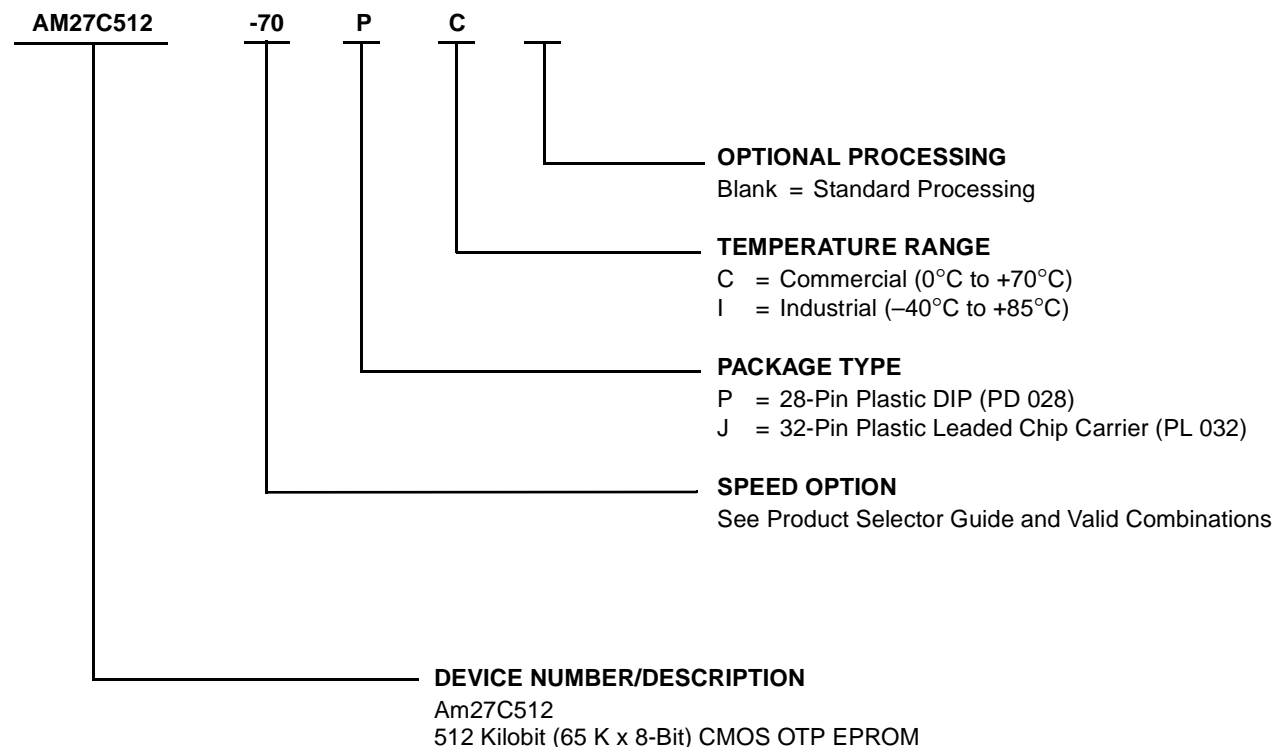 AM27C512 -70 P C
OPTIONAL PROCESSING
Blank = Standard Processing
TEMPERATURE RANGE
C = Commercial (0°C to +70°C)
I = Industrial (–40°C to +85°C)
PACKAGE TYPE
P = 28-Pin Plastic DIP (PD 028)
J = 32-Pin Plastic Leaded Chip Carrier (PL 032)
SPEED OPTION
See Product Selector Guide and Valid Combinations
DEVICE NUMBER/DESCRIPTION
Am27C512
512 Kilobit (65 K x 8-Bit) CMOS OTP EPROM